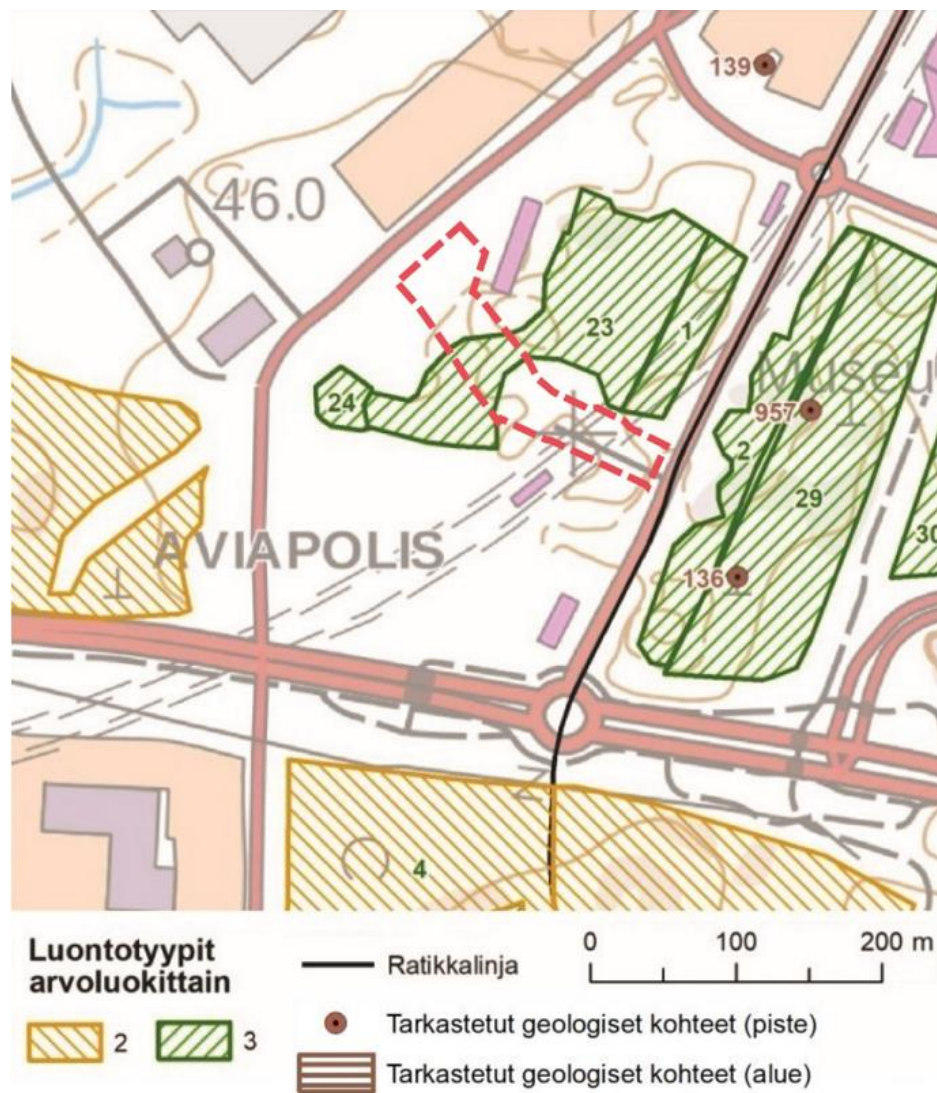 139
46.0
23
1
24
Museu
957
2
29
30
AVIAPOLIS
136
4
Luontotyypit
arvoluokittain
2
3
Ratikkalinja
0 100 200 m
Tarkastetut geologiset kohteet (piste)
Tarkastetut geologiset kohteet (alue)